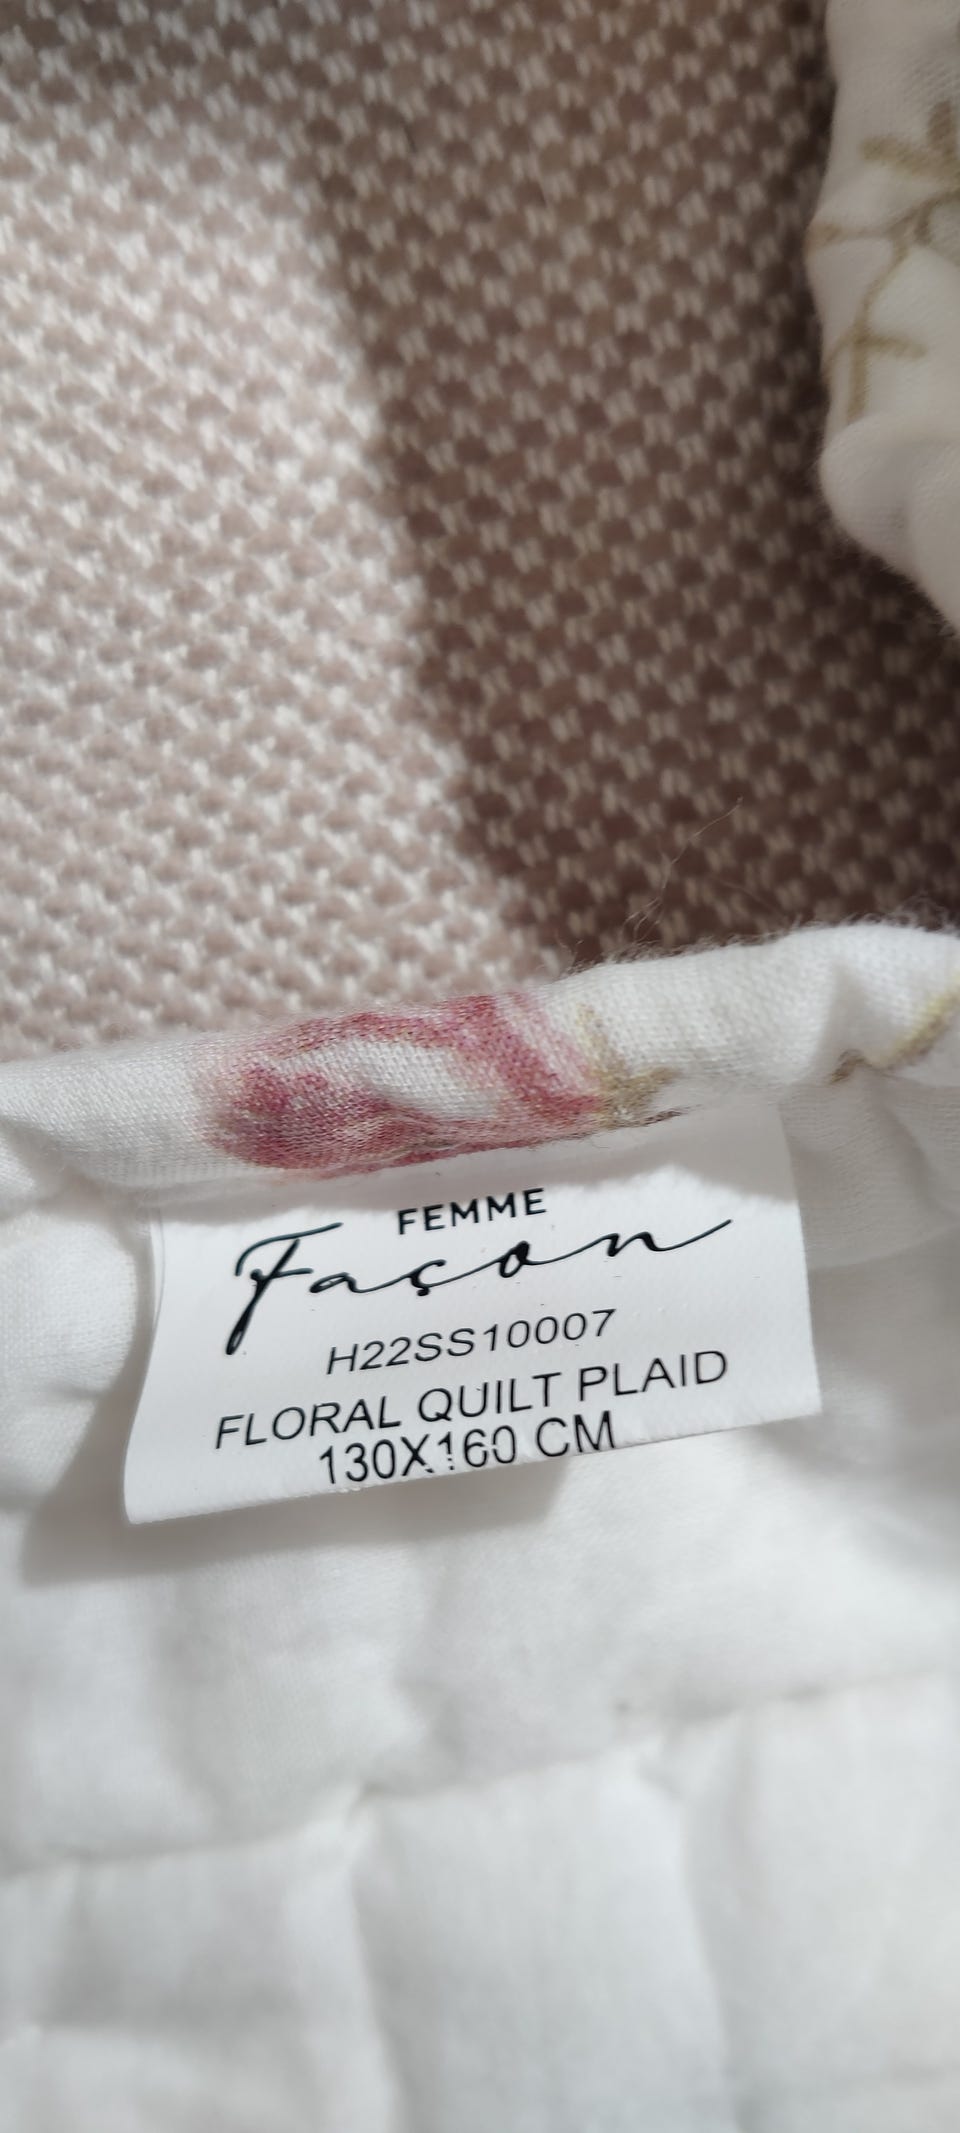 FEMME
Façon
H22SS10007
FLORAL QUILT PLAID
130X160 CM